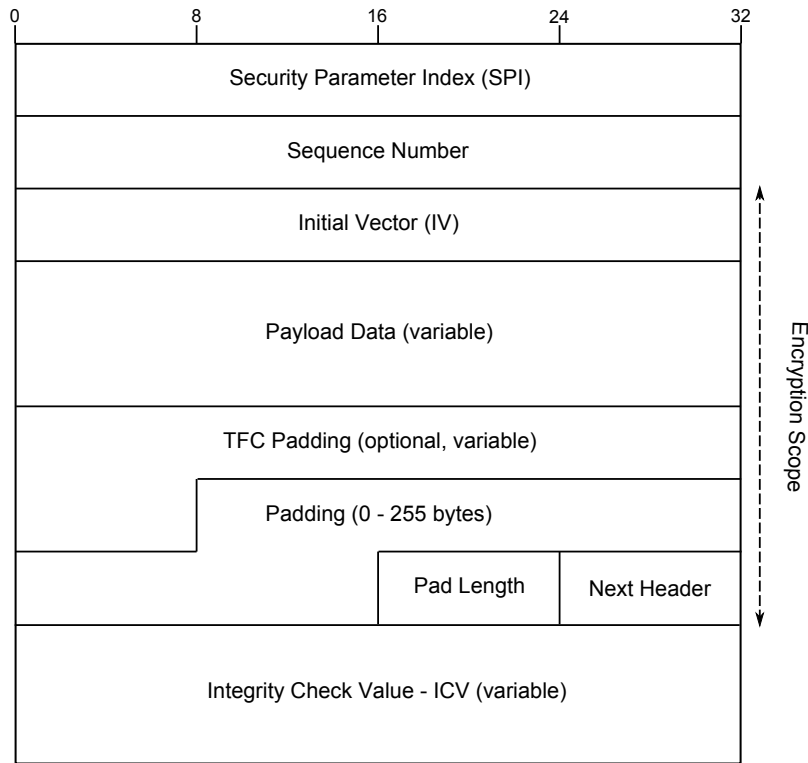 0 8 16 24 32
Security Parameter Index (SPI)
Sequence Number
Initial Vector (IV)
Payload Data (variable)
TFC Padding (optional, variable)
Padding (0 - 255 bytes)
Pad Length
Next Header
Integrity Check Value - ICV (variable)
Encryption Scope